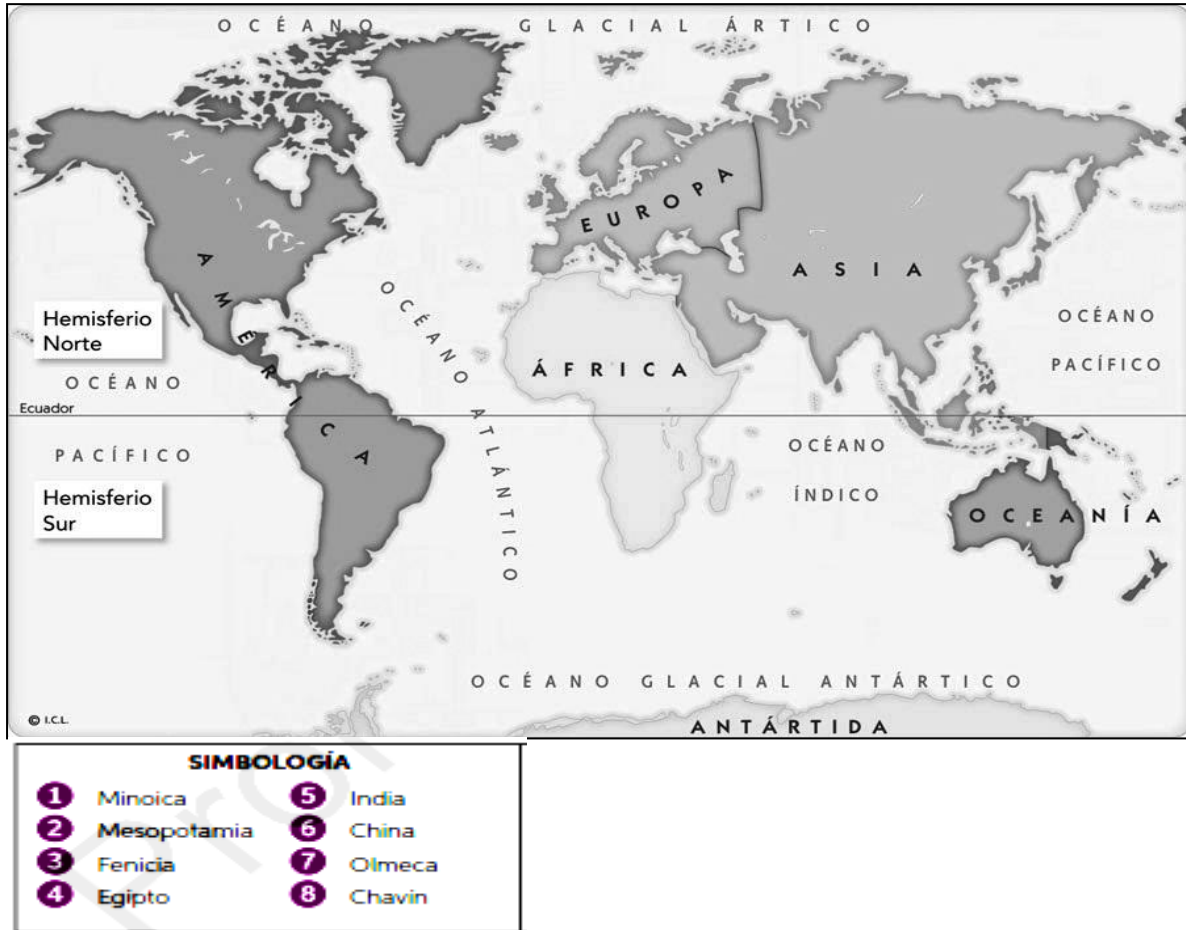 OCÉANO GLACIAL ÁRTICO
EUROPA
ASIA
AMÉRICA
OCÉANO ATLÁNTICO
Hemisferio
Norte
OCÉANO
PACÍFICO
ÁFRICA
OCÉANO
Ecuador
PACÍFICO
OCÉANO
ÍNDICO
Hemisferio
Sur
OCEANÍA
OCÉANO GLACIAL ANTÁRTICO
© I.C.L.
ANTÁRTIDA
SIMBOLOGÍA
1 Minoica
2 Mesopotamia
3 Fenicia
4 Egipto
5 India
6 China
7 Olmeca
8 Chavin